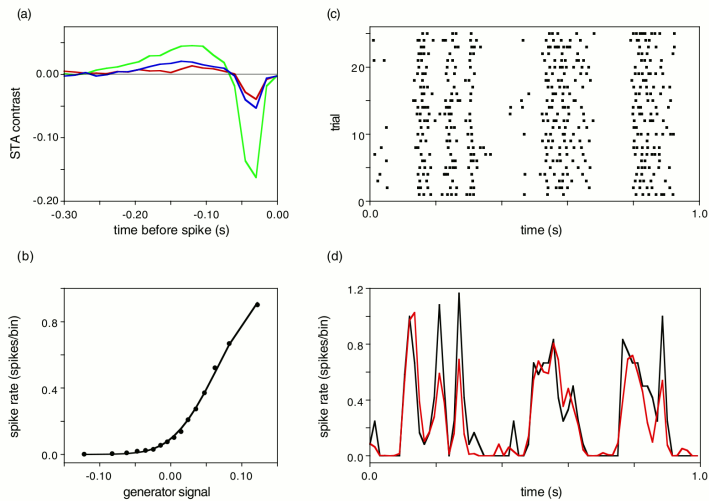 (a)
0.00
-0.10
-0.20
STA contrast
-0.30
-0.20
-0.10
0.00
time before spike (s)
(c)
20
10
0
trial
0.0
1.0
time (s)
(b)
0.8
0.4
0.0
spike rate (spikes/bin)
-0.10
0.00
0.10
generator signal
(d)
1.2
0.8
0.4
0.0
spike rate (spikes/bin)
0.0
1.0
time (s)